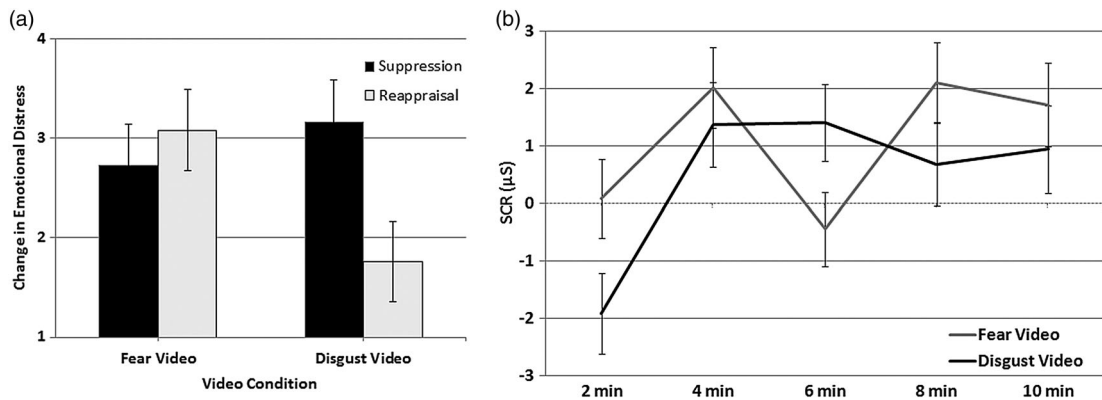 (a)
4
3
2
1
Change in Emotional Distress
Suppression
Reappraisal
Fear Video
Disgust Video
Video Condition
(b)
3
2
1
0
-1
-2
-3
SCR (µS)
Fear Video
Disgust Video
2 min
4 min
6 min
8 min
10 min